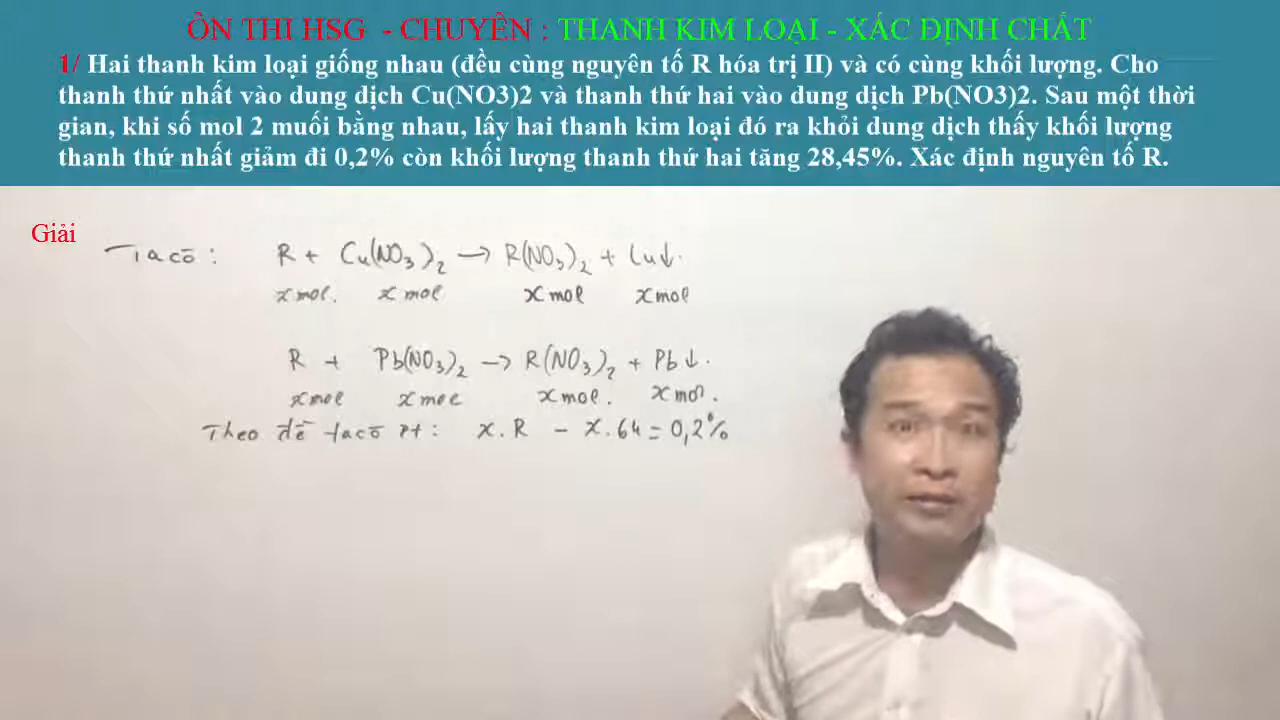 ÔN THI HSG - CHUYÊN : THANH KIM LOẠI - XÁC ĐỊNH CHẤT
1/ Hai thanh kim loại giống nhau (đều cùng nguyên tố R hóa trị II) và có cùng khối lượng. Cho
thanh thứ nhất vào dung dịch Cu(NO3)2 và thanh thứ hai vào dung dịch Pb(NO3)2. Sau một thời
gian, khi số mol 2 muối bằng nhau, lấy hai thanh kim loại đó ra khỏi dung dịch thấy khối lượng
thanh thứ nhất giảm đi 0,2% còn khối lượng thanh thứ hai tăng 28,45%. Xác định nguyên tố R.
Giải
Ta có : R + Cu(NO3)2 → R(NO3)2 + Cu↓.
x mol. x mol x mol x mol
R + Pb(NO3)2 → R(NO3)2 + Pb↓.
x mol x mol x mol. x mol.
Theo đề ta có pt : x.R - x.64 = 0,2%